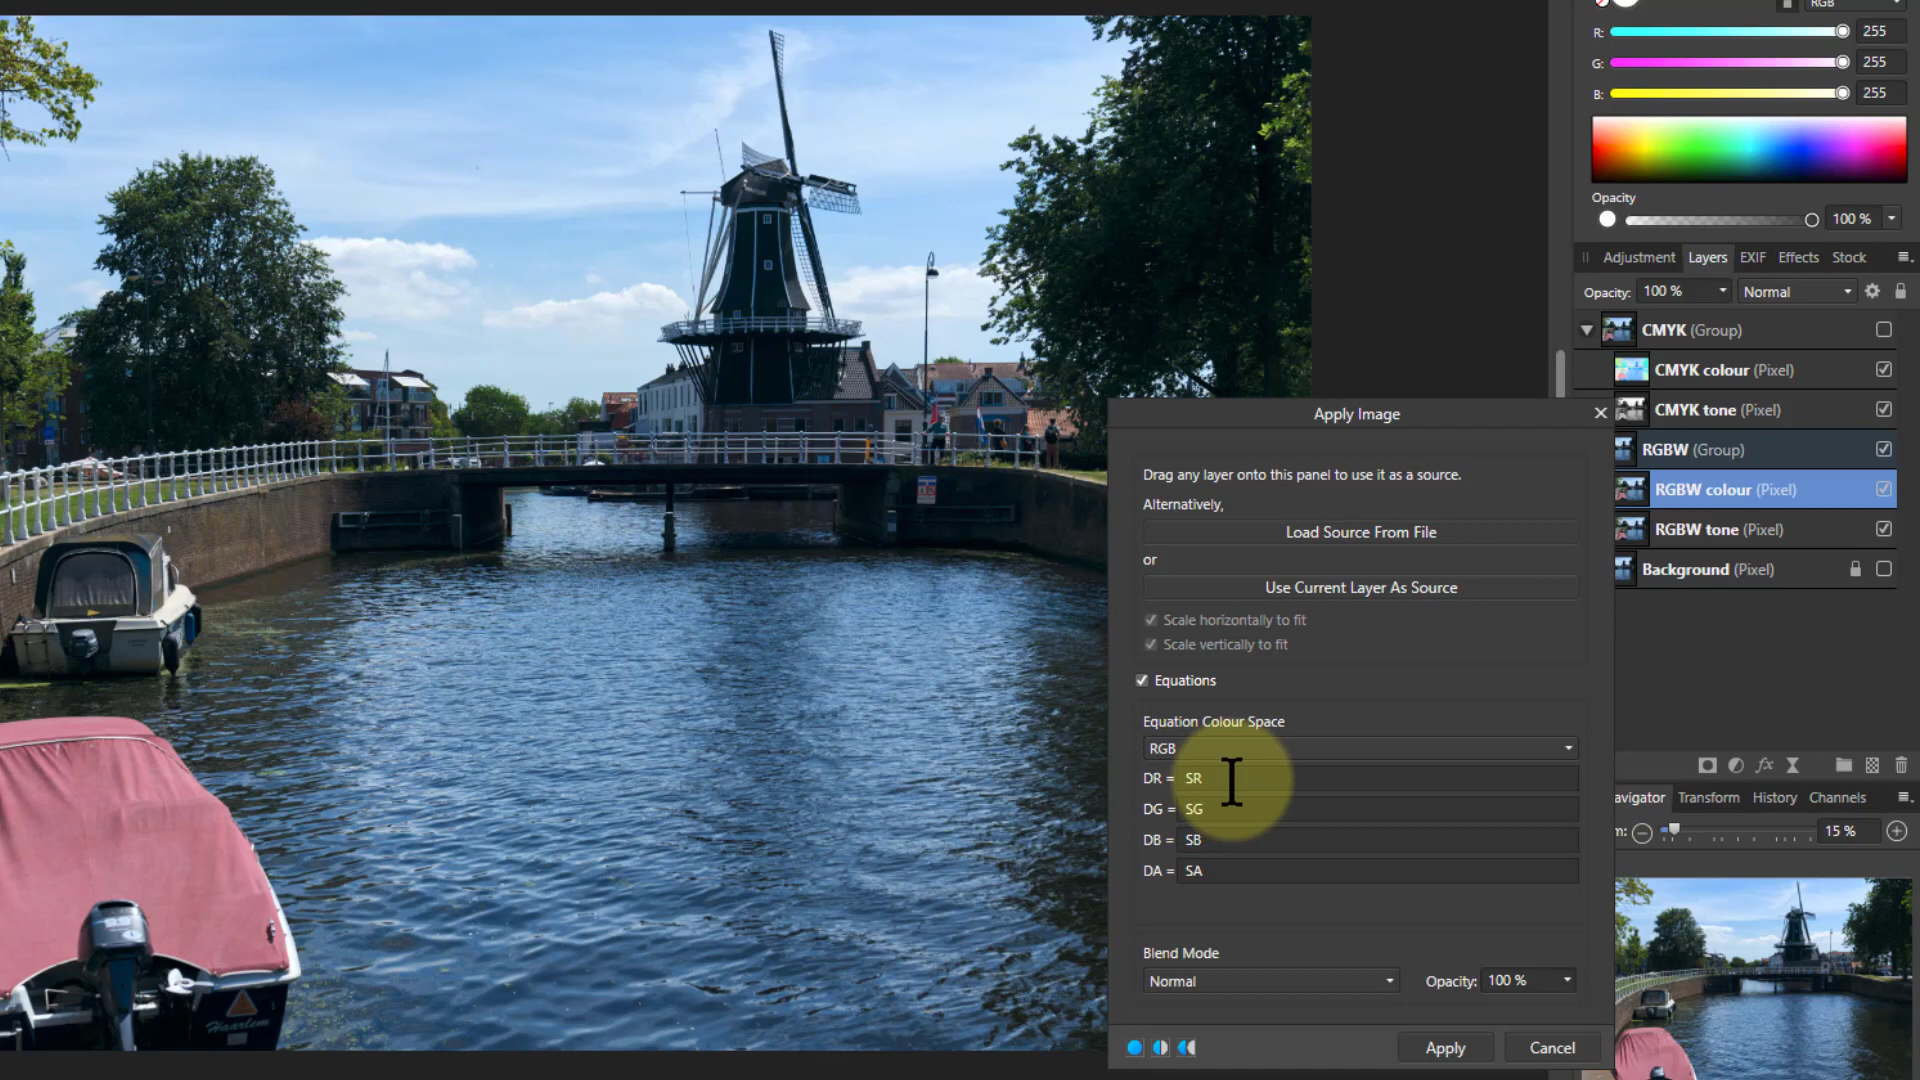 RGB
R: 255
G: 255
B: 255
Opacity
100 %
Adjustment Layers EXIF Effects Stock
Opacity: 100 % Normal
CMYK (Group)
CMYK colour (Pixel)
CMYK tone (Pixel)
RGBW (Group)
RGBW colour (Pixel)
RGBW tone (Pixel)
Background (Pixel)
Apply Image
Drag any layer onto this panel to use it as a source.
Alternatively,
Load Source From File
or
Use Current Layer As Source
Scale horizontally to fit
Scale vertically to fit
Equations
Equation Colour Space
RGB
DR = SR
DG = SG
DB = SB
DA = SA
Blend Mode
Normal Opacity: 100 %
Apply Cancel
fx
avigator Transform History Channels
m: 15 %
Haarlem